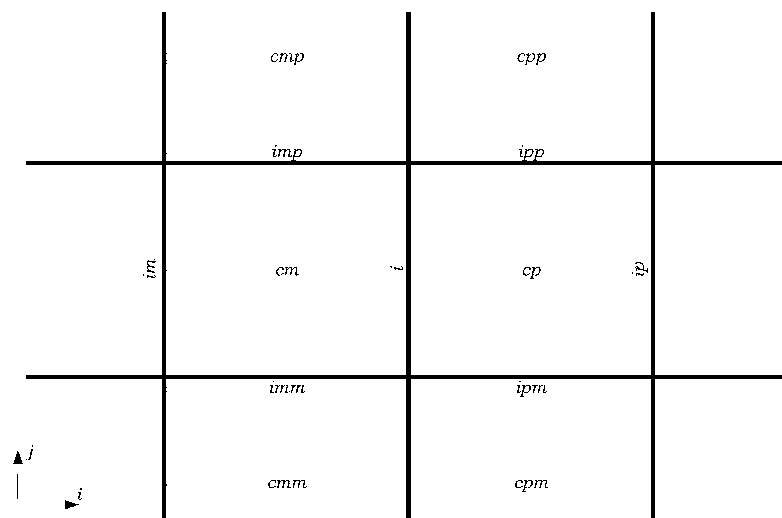 cmp cpp
imp ipp
im cm i cp ip
imm ipm
j
i
cmm cpm